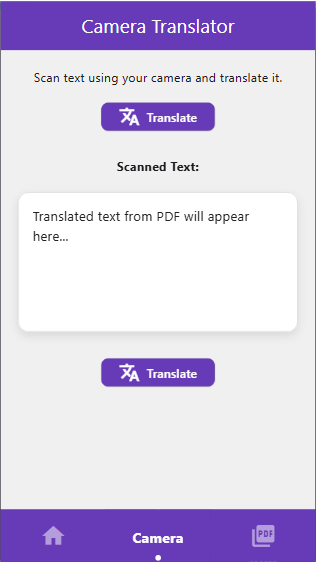 Camera Translator
Scan text using your camera and translate it.
Translate
Scanned Text:
Translated text from PDF will appear
here...
Translate
Camera
PDF